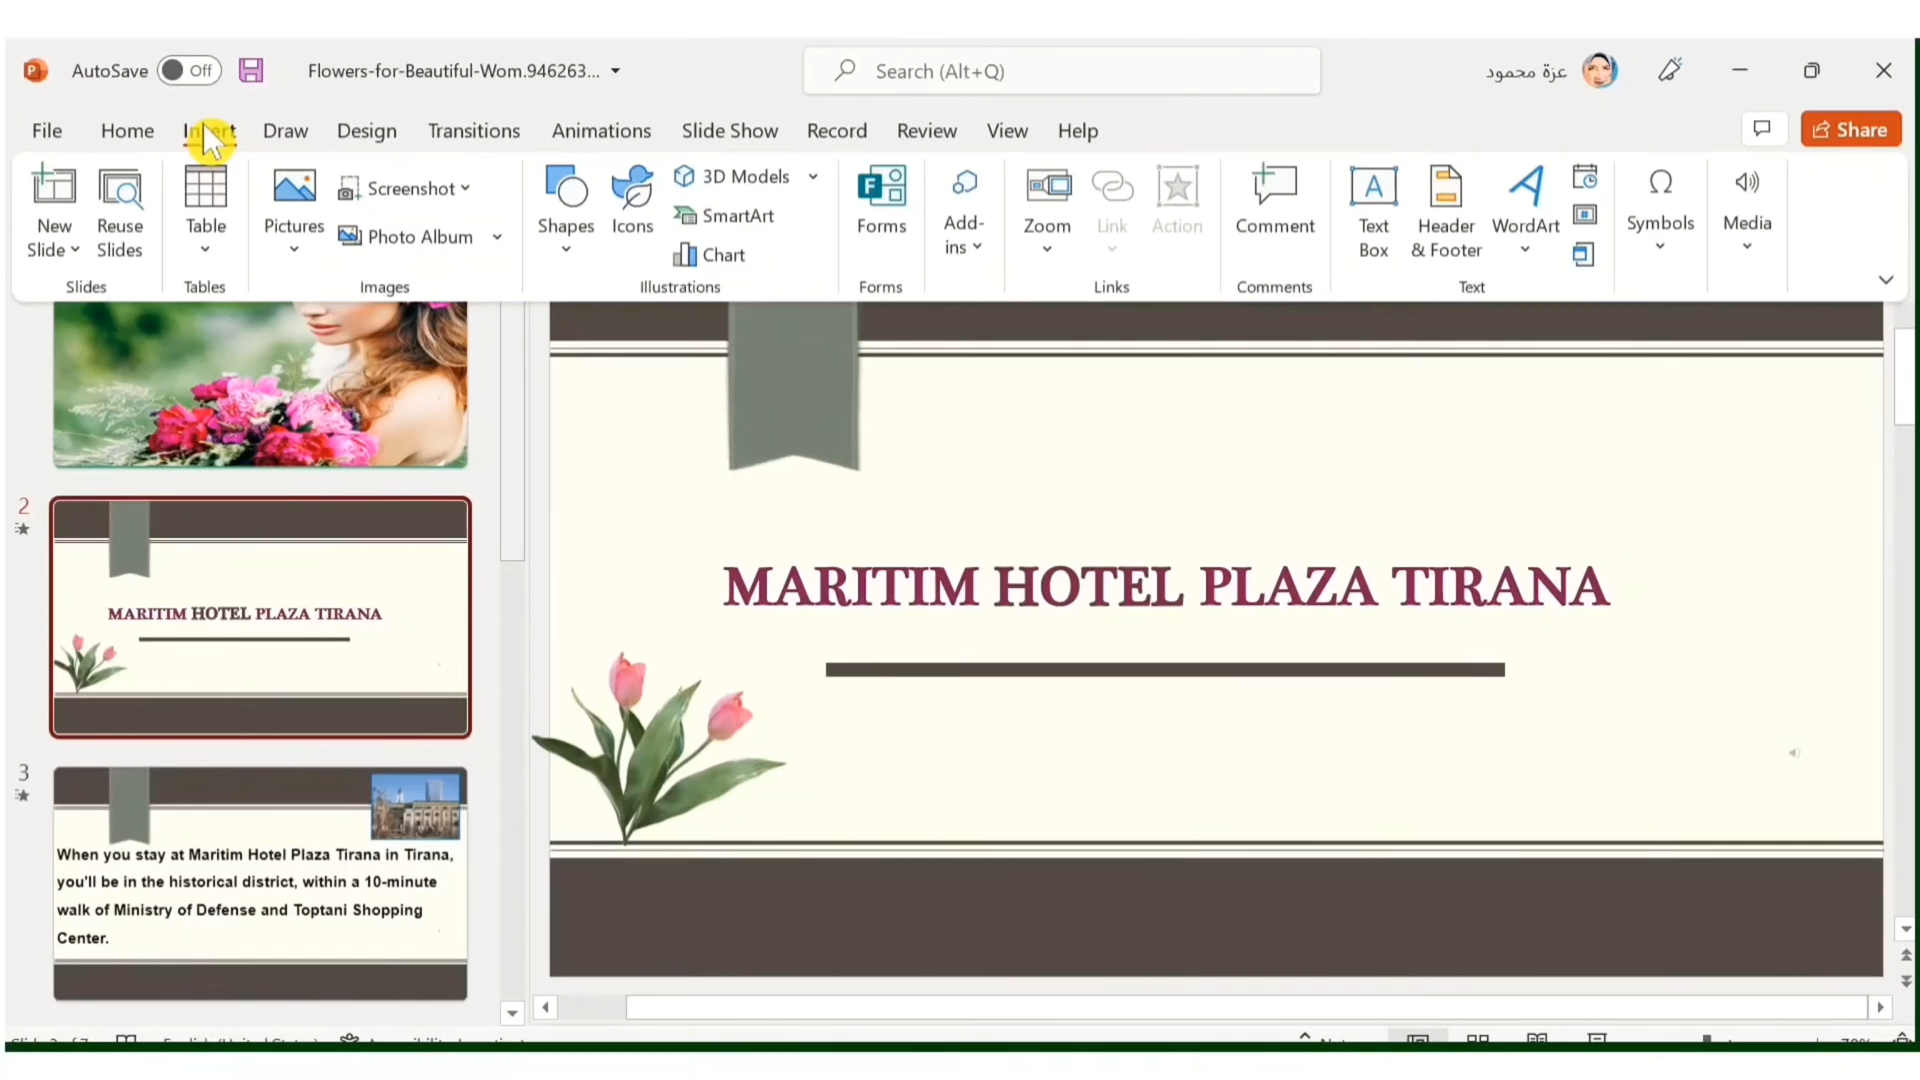 AutoSave Off Flowers-for-Beautiful-Wom.946263... Search (Alt+Q) عزة محمود
File Home Insert Draw Design Transitions Animations Slide Show Record Review View Help Share
New Slide Reuse Slides Table Pictures Screenshot Photo Album Shapes Icons 3D Models SmartArt Chart Forms Add-ins Zoom Link Action Comment Text Box Header & Footer WordArt Symbols Media
Slides Tables Images Illustrations Forms Links Comments Text
2
MARITIM HOTEL PLAZA TIRANA
3
When you stay at Maritim Hotel Plaza Tirana in Tirana,
you'll be in the historical district, within a 10-minute
walk of Ministry of Defense and Toptani Shopping
Center.
MARITIM HOTEL PLAZA TIRANA